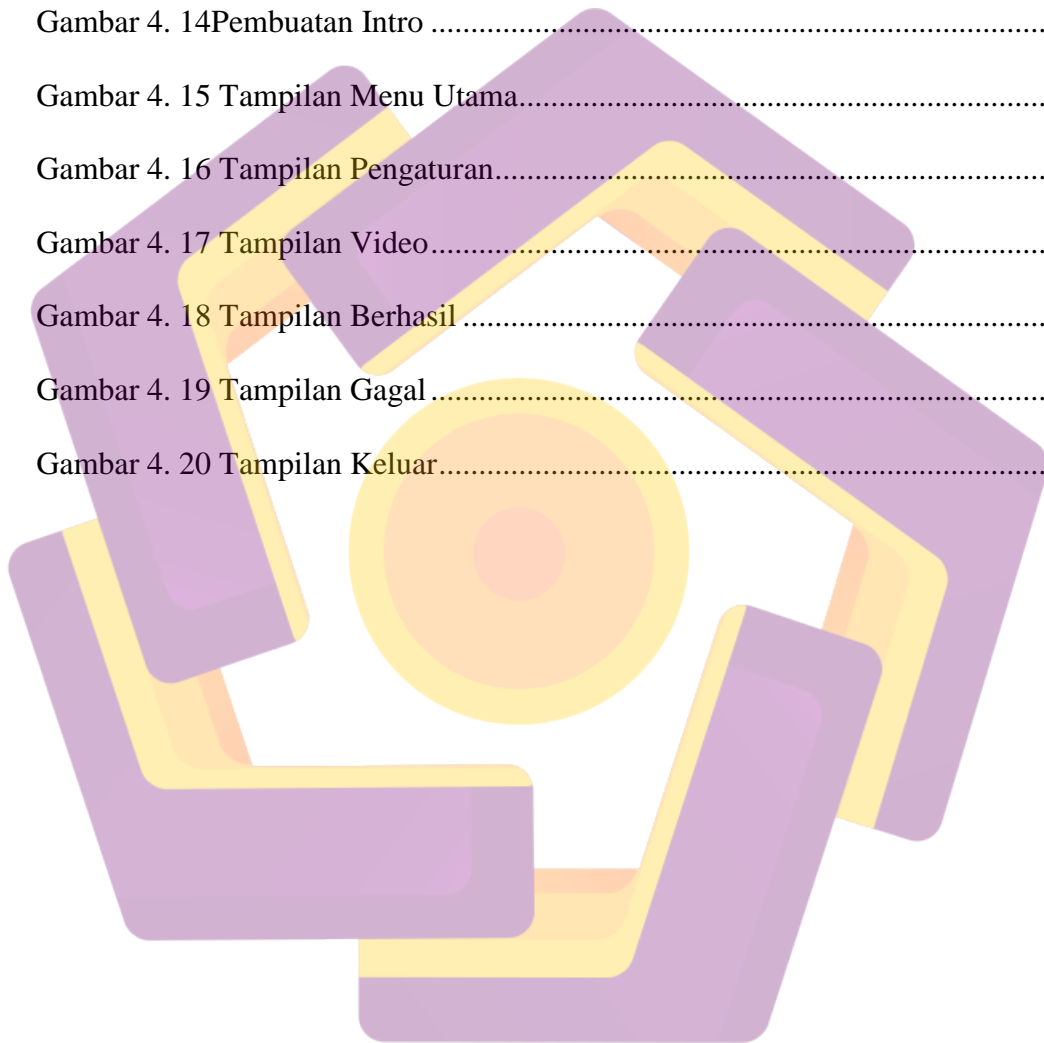 Gambar 4. 14Pembuatan Intro ........................................................................................
Gambar 4. 15 Tampilan Menu Utama............................................................................
Gambar 4. 16 Tampilan Pengaturan...............................................................................
Gambar 4. 17 Tampilan Video........................................................................................
Gambar 4. 18 Tampilan Berhasil ...................................................................................
Gambar 4. 19 Tampilan Gagal ........................................................................................
Gambar 4. 20 Tampilan Keluar.......................................................................................